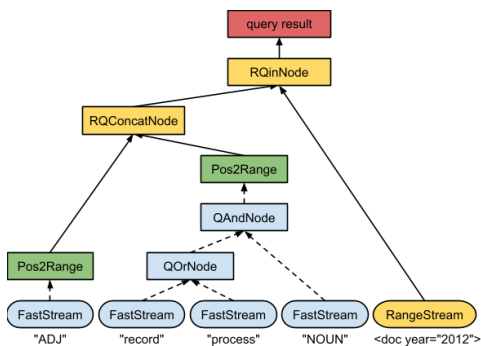 query result
RQinNode
RQConcatNode
Pos2Range
QAndNode
Pos2Range QOrNode
FastStream FastStream FastStream FastStream RangeStream
"ADJ" "record" "process" "NOUN" <doc year="2012">